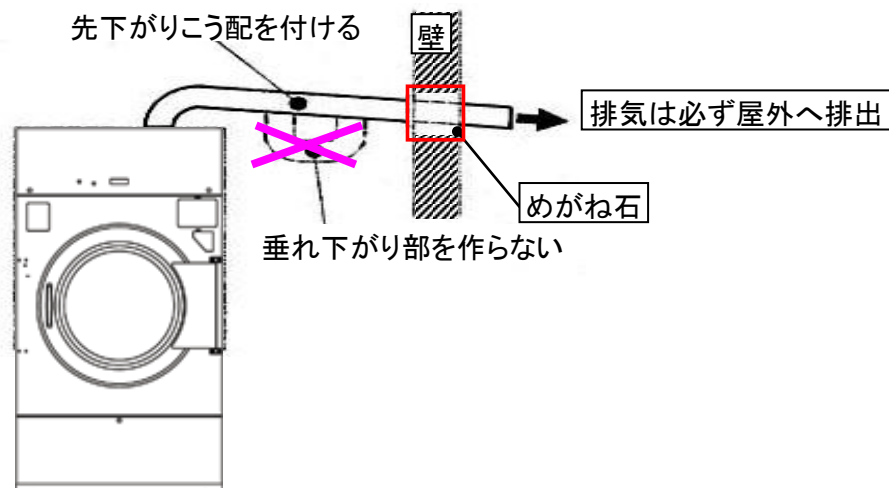 先下がりこう配を付ける
壁
排気は必ず屋外へ排出
めがね石
垂れ下がり部を作らない